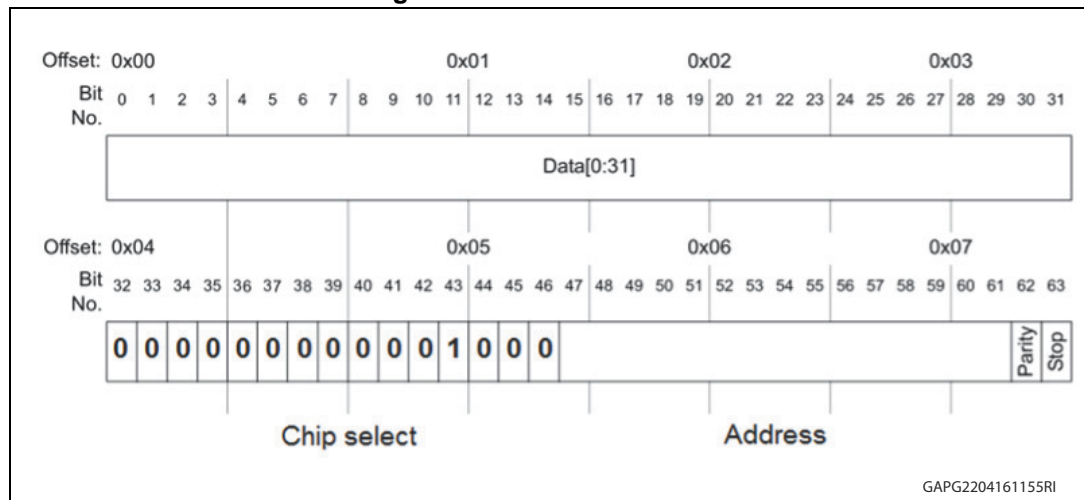 Offset: 0x00 0x01 0x02 0x03
Bit No. 0 1 2 3 4 5 6 7 8 9 10 11 12 13 14 15 16 17 18 19 20 21 22 23 24 25 26 27 28 29 30 31
Data[0:31]
Offset: 0x04 0x05 0x06 0x07
Bit No. 32 33 34 35 36 37 38 39 40 41 42 43 44 45 46 47 48 49 50 51 52 53 54 55 56 57 58 59 60 61 62 63
0 0 0 0 0 0 0 0 0 0 0 1 0 0 0 Parity Stop
Chip select Address
GAPG2204161155RI